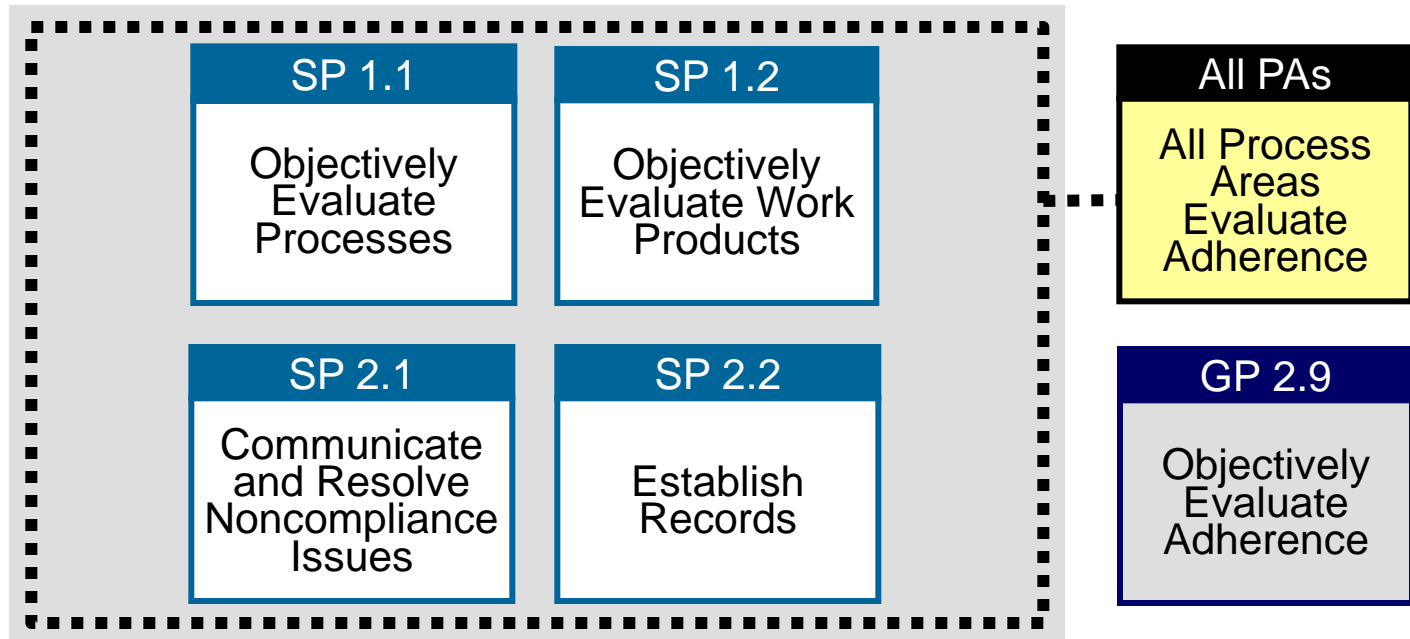 SP 1.1
Objectively
Evaluate
Processes
SP 1.2
Objectively
Evaluate Work
Products
All PAs
All Process
Areas
Evaluate
Adherence
SP 2.1
Communicate
and Resolve
Noncompliance
Issues
SP 2.2
Establish
Records
GP 2.9
Objectively
Evaluate
Adherence